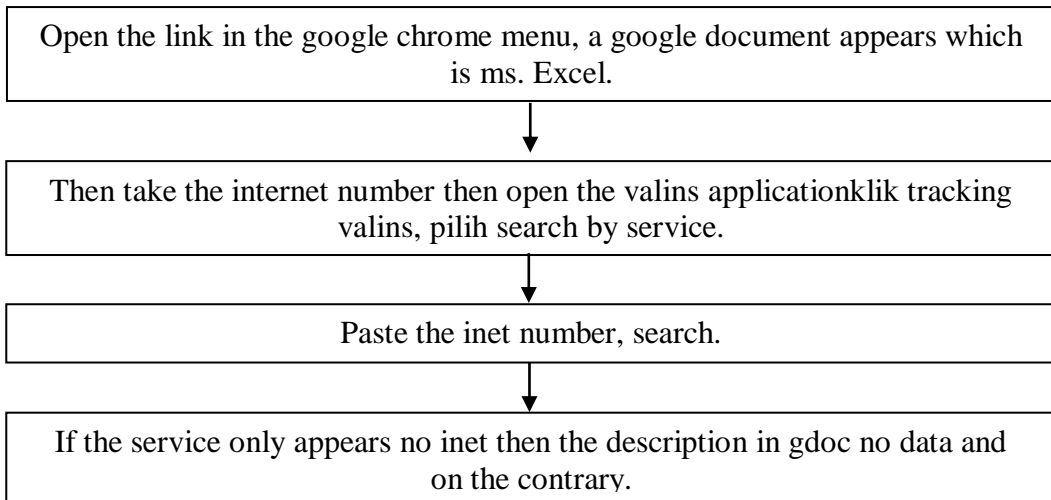 Open the link in the google chrome menu, a google document appears which
is ms. Excel.
Then take the internet number then open the valins applicationklik tracking
valins, pilih search by service.
Paste the inet number, search.
If the service only appears no inet then the description in gdoc no data and
on the contrary.